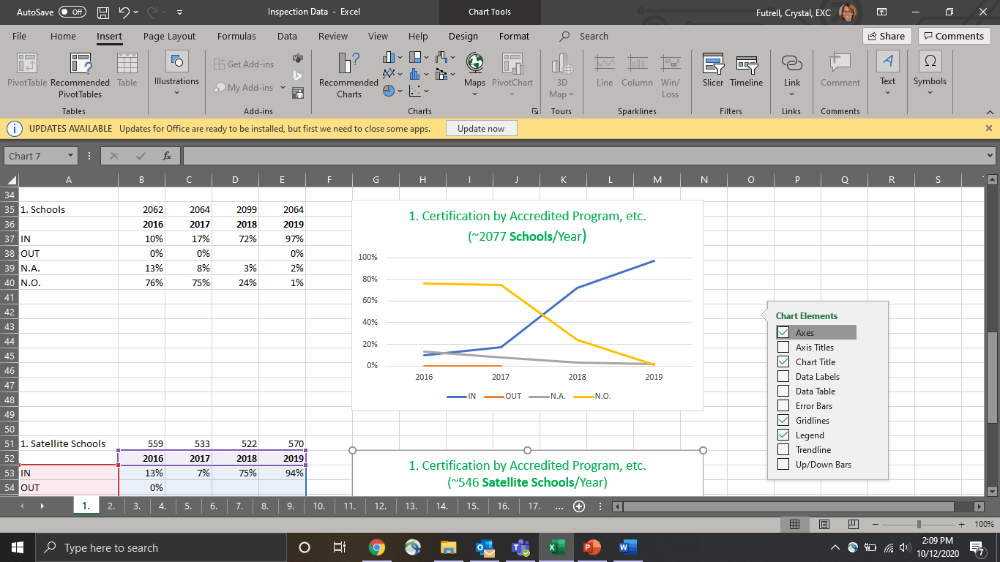 AutoSave Off Inspection Data - Excel Chart Tools Futrell, Crystal, EXC
File Home Insert Page Layout Formulas Data Review View Help Design Format Search Share Comments
PivotTable Recommended PivotTables Table Illustrations Get Add-ins My Add-ins Recommended Charts Maps PivotChart 3D Map Line Column Win/Loss Slicer Timeline Link Comment Text Symbols
Tables Add-ins Charts Tours Sparklines Filters Links Comments
UPDATES AVAILABLE Updates for Office are ready to be installed, but first we need to close some apps. Update now
Chart 7 fx
A B C D E F G H I J K L M N O P Q R S
34
35 1. Schools 2062 2064 2099 2064
36 2016 2017 2018 2019
37 IN 10% 17% 72% 97%
38 OUT 0% 0% 0%
39 N.A. 13% 8% 3% 2%
40 N.O. 76% 75% 24% 1%
41
42
43
44
45
46
47
48
49
50
51 1. Satellite Schools 559 533 522 570
52 2016 2017 2018 2019
53 IN 13% 7% 75% 94%
54 OUT 0%
1. Certification by Accredited Program, etc.
(~2077 Schools/Year)
100%
80%
60%
40%
20%
0%
2016 2017 2018 2019
IN OUT N.A. N.O.
1. Certification by Accredited Program, etc.
(~546 Satellite Schools/Year)
Chart Elements
Axes
Axis Titles
Chart Title
Data Labels
Data Table
Error Bars
Gridlines
Legend
Trendline
Up/Down Bars
1. 2. 3. 4. 5. 6. 7. 8. 9. 10. 11. 12. 13. 14. 15. 16. 17. ...
100%
Type here to search
2:09 PM
10/12/2020
7